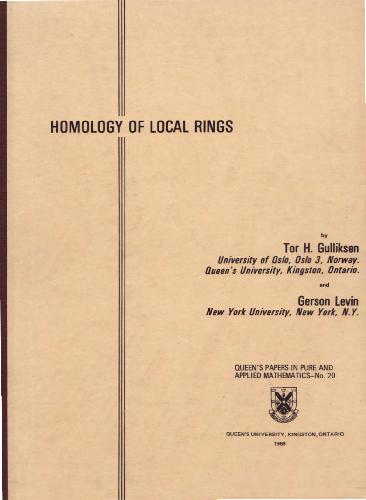 HOMOLOGY OF LOCAL RINGS
by
Tor H. Gulliksen
University of Oslo, Oslo 3, Norway.
Queen's University, Kingston, Ontario.
and
Gerson Levin
New York University, New York, N.Y.
QUEEN'S PAPERS IN PURE AND
APPLIED MATHEMATICS—No. 20
QUEEN'S UNIVERSITY, KINGSTON, ONTARIO
1969